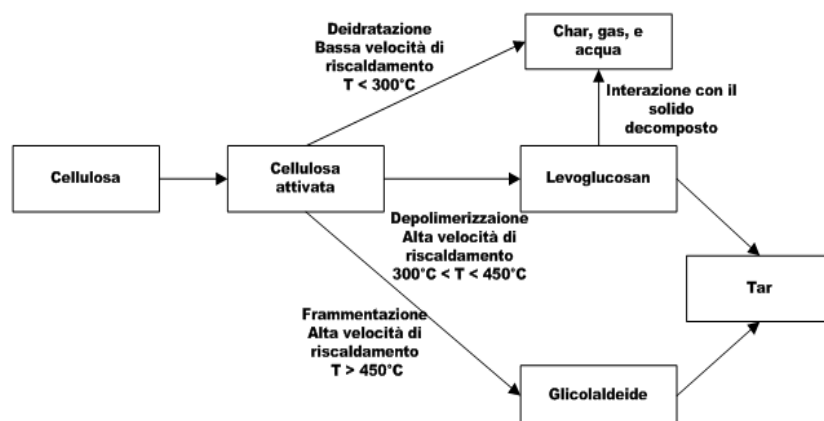 Deidratazione
Bassa velocità di
riscaldamento
T < 300°C
Char, gas, e
acqua
Interazione con il
solido
decomposto
Cellulosa
Cellulosa
attivata
Levoglucosan
Depolimerizzaione
Alta velocità di
riscaldamento
300°C < T < 450°C
Tar
Frammentazione
Alta velocità di
riscaldamento
T > 450°C
Glicolaldeide